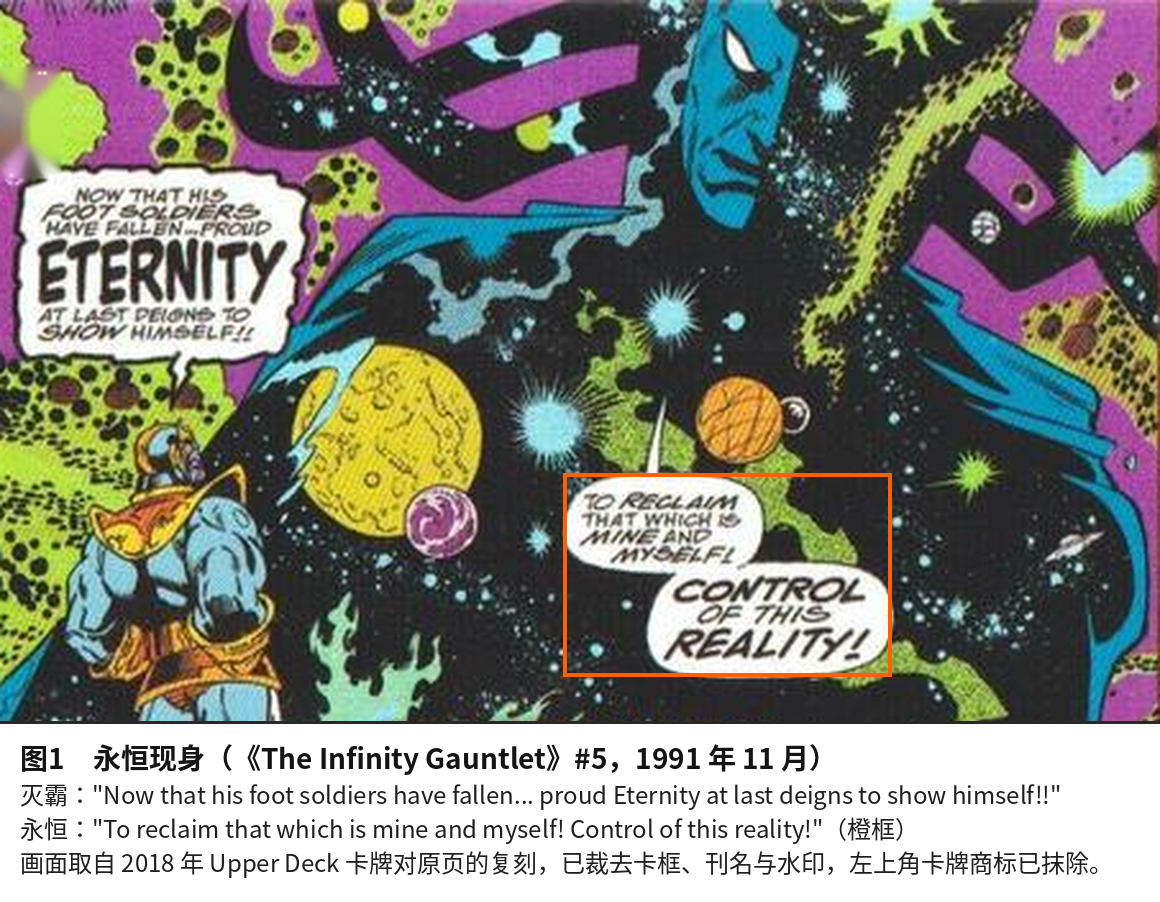 NOW THAT HIS
FOOT SOLDIERS
HAVE FALLEN...PROUD
ETERNITY
AT LAST DEIGNS TO
SHOW HIMSELF!!
TO RECLAIM
THAT WHICH IS
MINE AND
MYSELF!
CONTROL
OF THIS
REALITY!
图1 永恒现身（《The Infinity Gauntlet》#5，1991 年 11 月）
灭霸："Now that his foot soldiers have fallen... proud Eternity at last deigns to show himself!!"
永恒："To reclaim that which is mine and myself! Control of this reality!"（橙框）
画面取自 2018 年 Upper Deck 卡牌对原页的复刻，已裁去卡框、刊名与水印，左上角卡牌商标已抹除。